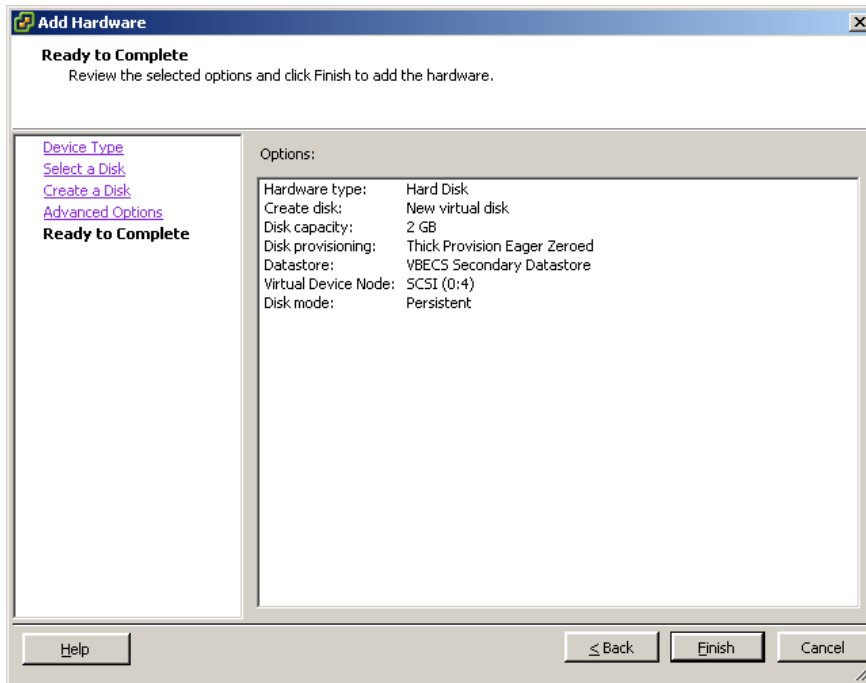 Add Hardware
Ready to Complete
Review the selected options and click Finish to add the hardware.
Device Type
Select a Disk
Create a Disk
Advanced Options
Ready to Complete
Options:
Hardware type: Hard Disk
Create disk: New virtual disk
Disk capacity: 2 GB
Disk provisioning: Thick Provision Eager Zeroed
Datastore: VBECS Secondary Datastore
Virtual Device Node: SCSI (0:4)
Disk mode: Persistent
Help
< Back
Finish
Cancel